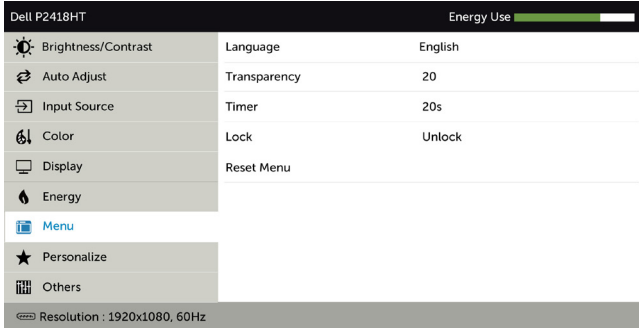 Dell P2418HT Energy Use
Brightness/Contrast Language English
Auto Adjust Transparency 20
Input Source Timer 20s
Color Lock Unlock
Display Reset Menu
Energy
Menu
Personalize
Others
Resolution : 1920x1080, 60Hz